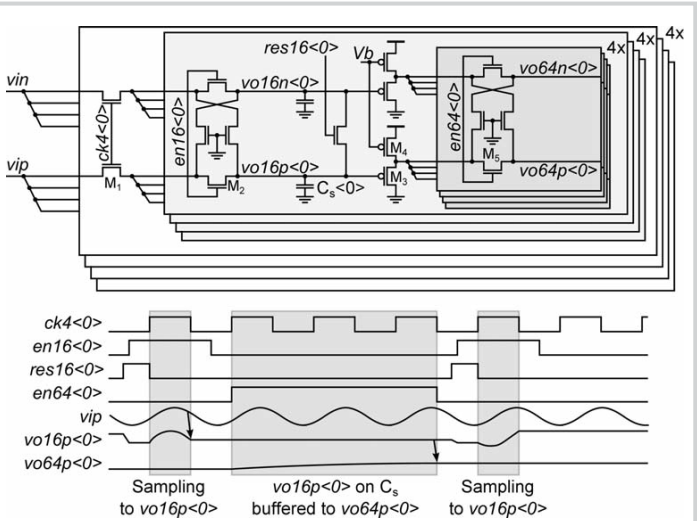 4x
4x
4x
res16<0>
Vb
vin
vo16n<0>
vo64n<0>
ck4<0>
en16<0>
en64<0>
M4
M5
vip
vo16p<0>
vo64p<0>
M1
M2
Cs<0>
M3
ck4<0>
en16<0>
res16<0>
en64<0>
vip
vo16p<0>
vo64p<0>
Sampling
to vo16p<0>
vo16p<0> on Cs
buffered to vo64p<0>
Sampling
to vo16p<0>